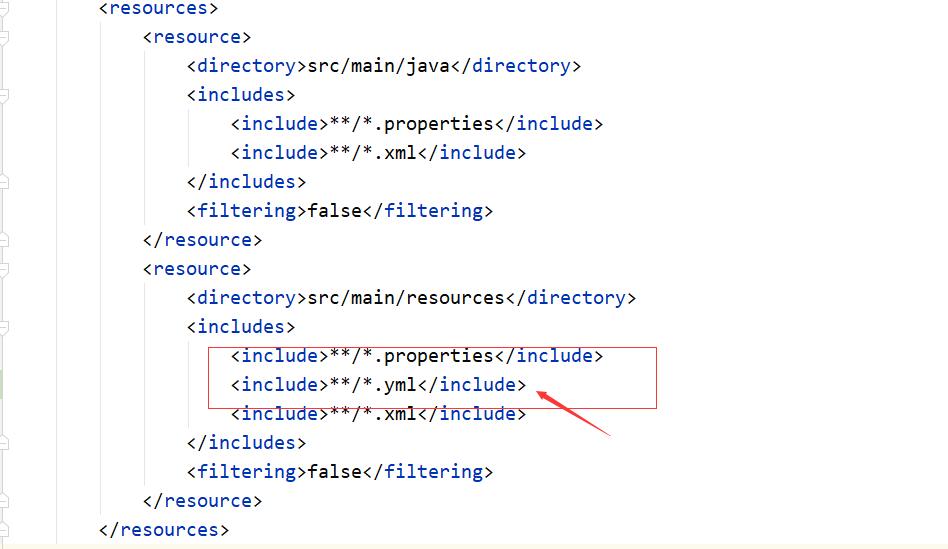 <resources>
<resource>
<directory>src/main/java</directory>
<includes>
<include>**/*.properties</include>
<include>**/*.xml</include>
</includes>
<filtering>false</filtering>
</resource>
<resource>
<directory>src/main/resources</directory>
<includes>
<include>**/*.properties</include>
<include>**/*.yml</include>
<include>**/*.xml</include>
</includes>
<filtering>false</filtering>
</resource>
</resources>